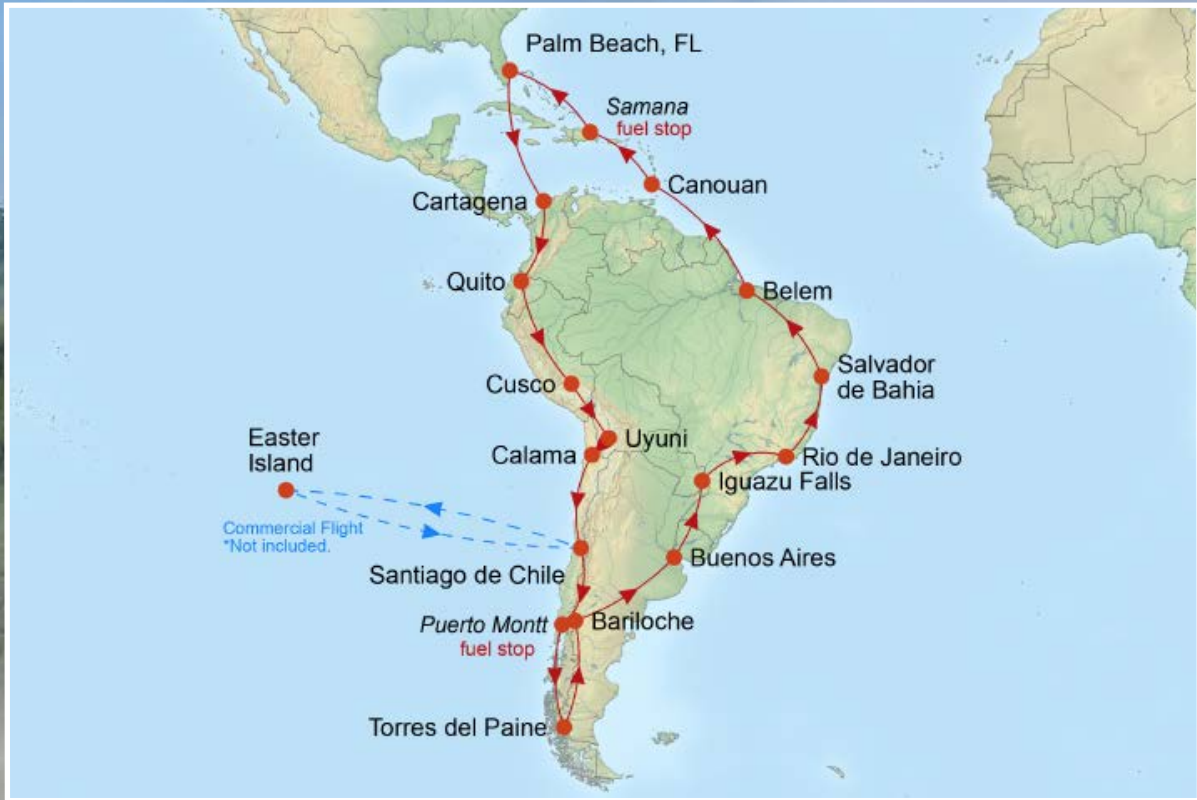 Palm Beach, FL
Samana
fuel stop
Canouan
Cartagena
Quito
Belem
Cusco
Salvador
de Bahia
Uyuni
Calama
Easter
Island
Rio de Janeiro
Iguazu Falls
Commercial Flight
*Not included.
Santiago de Chile
Buenos Aires
Puerto Montt
fuel stop
Bariloche
Torres del Paine